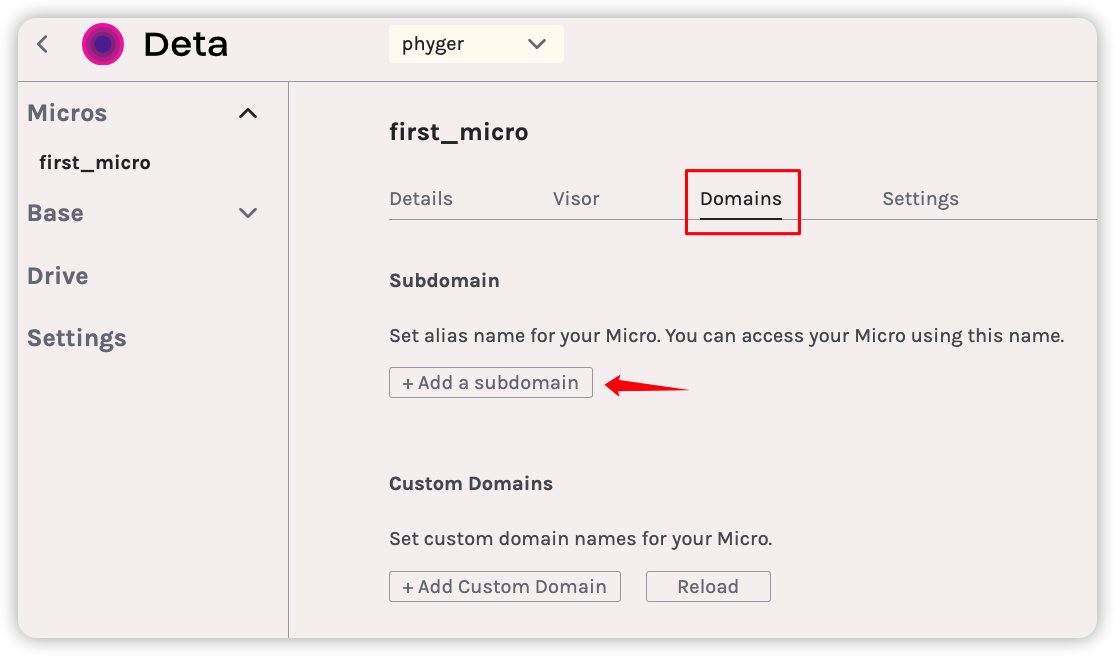 Deta
phyger
Micros
first_micro
Base
Drive
Settings
first_micro
Details
Visor
Domains
Settings
Subdomain
Set alias name for your Micro. You can access your Micro using this name.
+ Add a subdomain
Custom Domains
Set custom domain names for your Micro.
+ Add Custom Domain
Reload